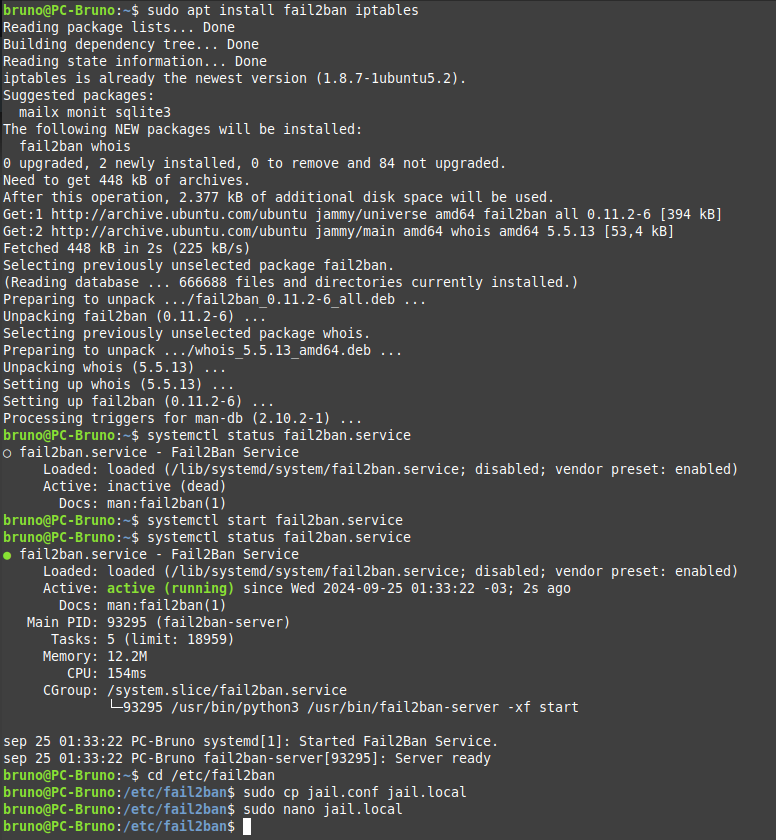 bruno@PC-Bruno:~$ sudo apt install fail2ban iptables
Reading package lists... Done
Building dependency tree... Done
Reading state information... Done
iptables is already the newest version (1.8.7-1ubuntu5.2).
Suggested packages:
  mailx monit sqlite3
The following NEW packages will be installed:
  fail2ban whois
0 upgraded, 2 newly installed, 0 to remove and 84 not upgraded.
Need to get 448 kB of archives.
After this operation, 2.377 kB of additional disk space will be used.
Get:1 http://archive.ubuntu.com/ubuntu jammy/universe amd64 fail2ban all 0.11.2-6 [394 kB]
Get:2 http://archive.ubuntu.com/ubuntu jammy/main amd64 whois amd64 5.5.13 [53,4 kB]
Fetched 448 kB in 2s (225 kB/s)
Selecting previously unselected package fail2ban.
(Reading database ... 666688 files and directories currently installed.)
Preparing to unpack .../fail2ban_0.11.2-6_all.deb ...
Unpacking fail2ban (0.11.2-6) ...
Selecting previously unselected package whois.
Preparing to unpack .../whois_5.5.13_amd64.deb ...
Unpacking whois (5.5.13) ...
Setting up whois (5.5.13) ...
Setting up fail2ban (0.11.2-6) ...
Processing triggers for man-db (2.10.2-1) ...
bruno@PC-Bruno:~$ systemctl status fail2ban.service
○ fail2ban.service - Fail2Ban Service
     Loaded: loaded (/lib/systemd/system/fail2ban.service; disabled; vendor preset: enabled)
     Active: inactive (dead)
       Docs: man:fail2ban(1)
bruno@PC-Bruno:~$ systemctl start fail2ban.service
bruno@PC-Bruno:~$ systemctl status fail2ban.service
● fail2ban.service - Fail2Ban Service
     Loaded: loaded (/lib/systemd/system/fail2ban.service; disabled; vendor preset: enabled)
     Active: active (running) since Wed 2024-09-25 01:33:22 -03; 2s ago
       Docs: man:fail2ban(1)
   Main PID: 93295 (fail2ban-server)
      Tasks: 5 (limit: 18959)
     Memory: 12.2M
        CPU: 154ms
     CGroup: /system.slice/fail2ban.service
             └─93295 /usr/bin/python3 /usr/bin/fail2ban-server -xf start

sep 25 01:33:22 PC-Bruno systemd[1]: Started Fail2Ban Service.
sep 25 01:33:22 PC-Bruno fail2ban-server[93295]: Server ready
bruno@PC-Bruno:~$ cd /etc/fail2ban
bruno@PC-Bruno:/etc/fail2ban$ sudo cp jail.conf jail.local
bruno@PC-Bruno:/etc/fail2ban$ sudo nano jail.local
bruno@PC-Bruno:/etc/fail2ban$